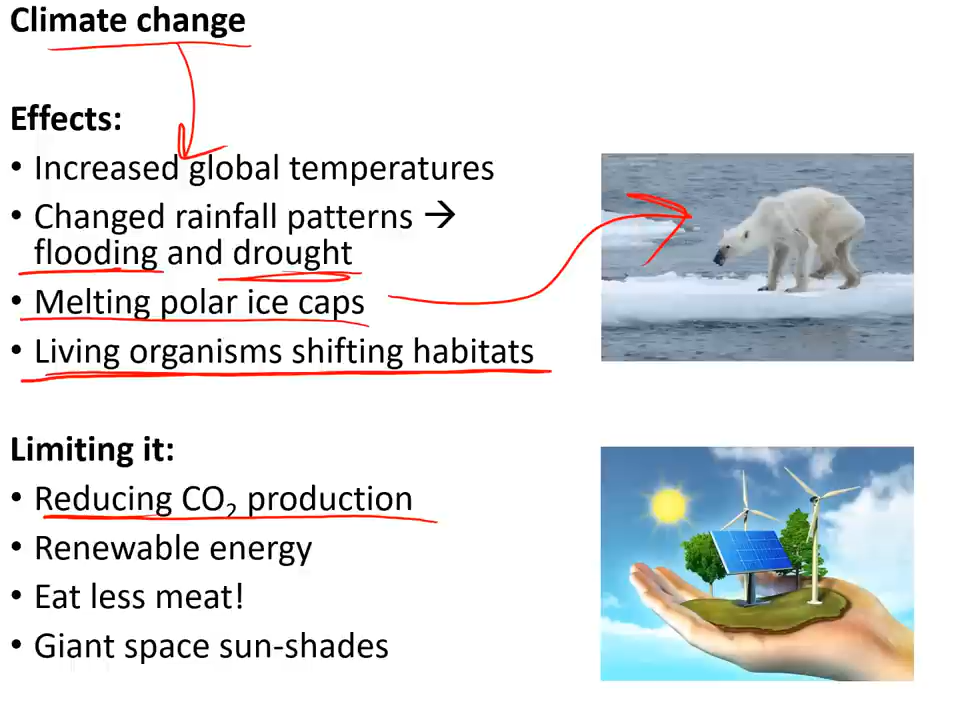 Climate change
Effects:
• Increased global temperatures
• Changed rainfall patterns →
flooding and drought
• Melting polar ice caps
• Living organisms shifting habitats
Limiting it:
• Reducing CO₂ production
• Renewable energy
• Eat less meat!
• Giant space sun-shades